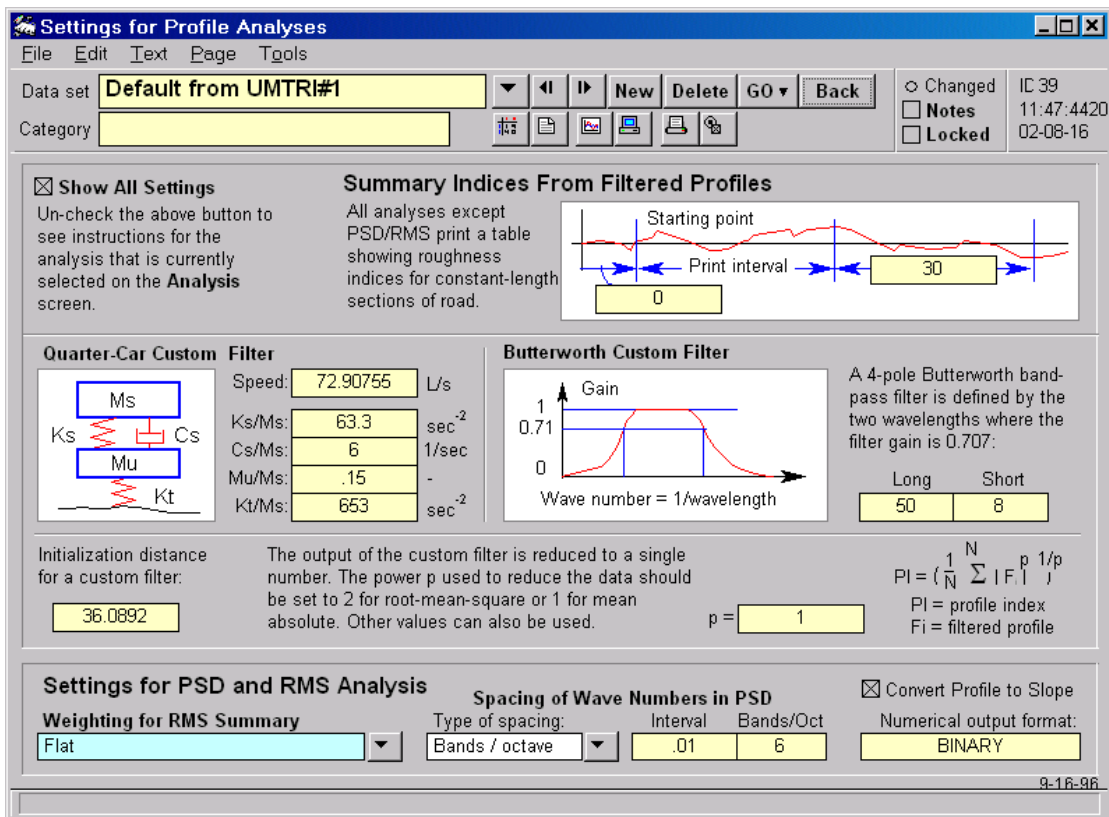 Settings for Profile Analyses
File Edit Text Page Tools
Data set Default from UMTRI#1 New Delete GO Back Changed IC 39
Notes 11:47:4420
Category Locked 02-08-16
Show All Settings
Un-check the above button to
see instructions for the
analysis that is currently
selected on the Analysis
screen.
Summary Indices From Filtered Profiles
All analyses except
PSD/RMS print a table
showing roughness
indices for constant-length
sections of road.
Starting point
Print interval 30
0
Quarter-Car Custom Filter
Ms
Ks Cs
Mu
Kt
Speed: 72.90755 L/s
Ks/Ms: 63.3 sec-2
Cs/Ms: 6 1/sec
Mu/Ms: .15 -
Kt/Ms: 653 sec-2
Butterworth Custom Filter
Gain
1
0.71
0
Wave number = 1/wavelength
A 4-pole Butterworth band-
pass filter is defined by the
two wavelengths where the
filter gain is 0.707:
Long Short
50 8
Initialization distance
for a custom filter:
36.0892
The output of the custom filter is reduced to a single
number. The power p used to reduce the data should
be set to 2 for root-mean-square or 1 for mean
absolute. Other values can also be used.
p = 1
PI = ( 1/N N Σ | Fi | p ) 1/p
PI = profile index
Fi = filtered profile
Settings for PSD and RMS Analysis
Weighting for RMS Summary
Flat
Spacing of Wave Numbers in PSD
Type of spacing: Interval Bands/Oct
Bands / octave .01 6
Convert Profile to Slope
Numerical output format:
BINARY
9-16-96